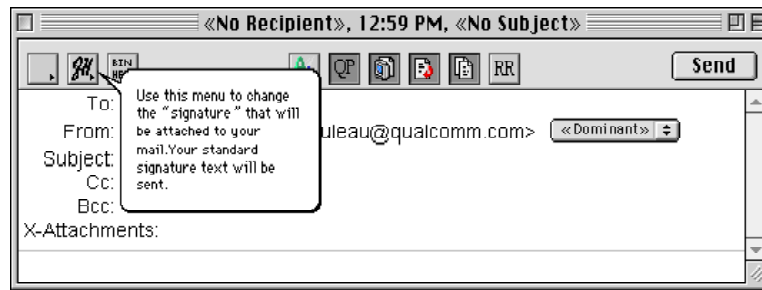 «No Recipient», 12:59 PM, «No Subject»
JH BIN QP RR Send
Use this menu to change
the "signature" that will
be attached to your
mail.Your standard
signature text will be
sent.
To:
From: uleau@qualcomm.com> «Dominant»
Subject:
Cc:
Bcc:
X-Attachments: